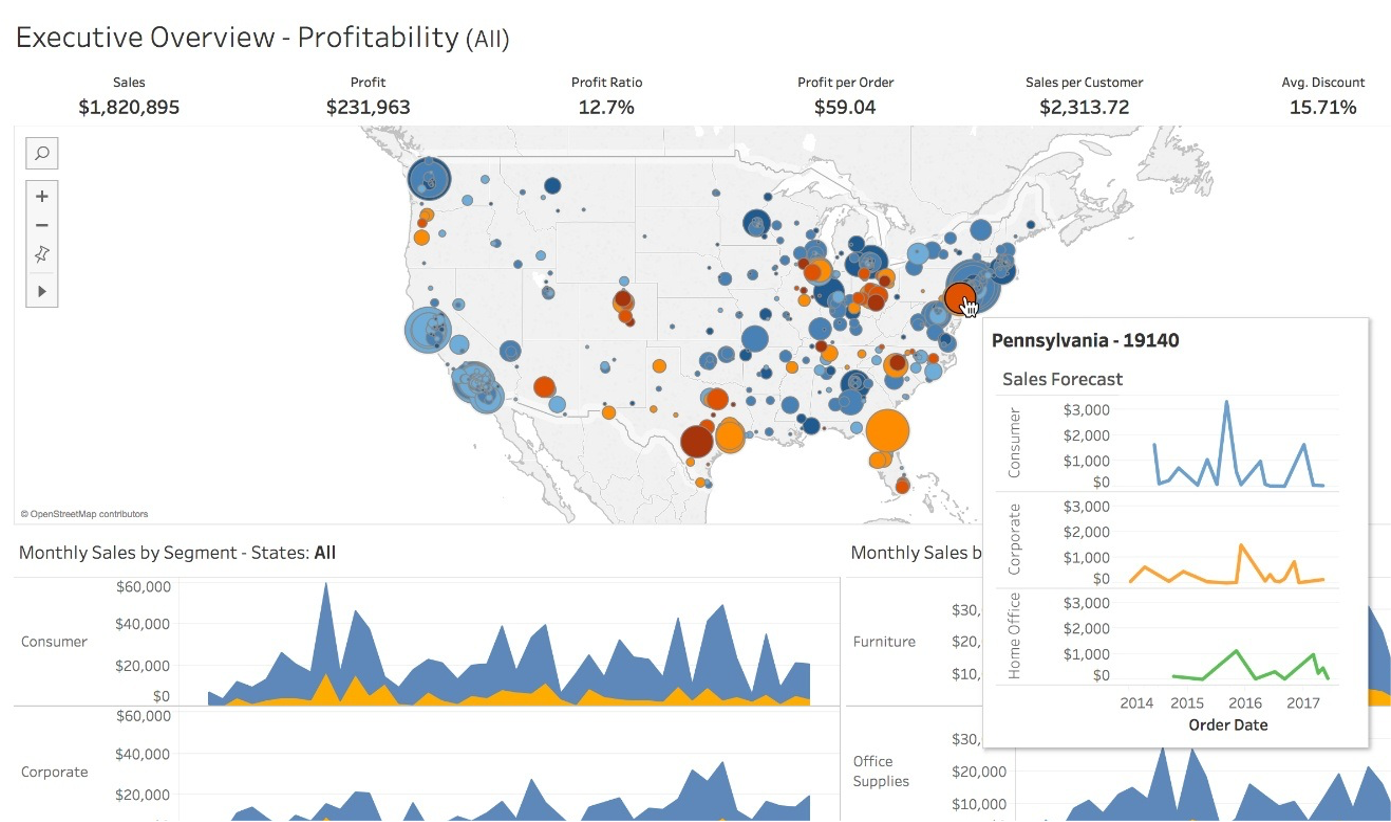 Executive Overview - Profitability (All)
Sales Profit Profit Ratio Profit per Order Sales per Customer Avg. Discount
$1,820,895 $231,963 12.7% $59.04 $2,313.72 15.71%
© OpenStreetMap contributors
Pennsylvania - 19140
Sales Forecast
Consumer
$3,000
$2,000
$1,000
$0
Corporate
$3,000
$2,000
$1,000
$0
Home Office
$3,000
$2,000
$1,000
$0
2014 2015 2016 2017
Order Date
Monthly Sales by Segment - States: All
Consumer
$60,000
$40,000
$20,000
$0
Corporate
$60,000
$40,000
$20,000
Monthly Sales b
Furniture
$30,
$20,
$10,
Office
Supplies
$30,
$20,000
$10,000